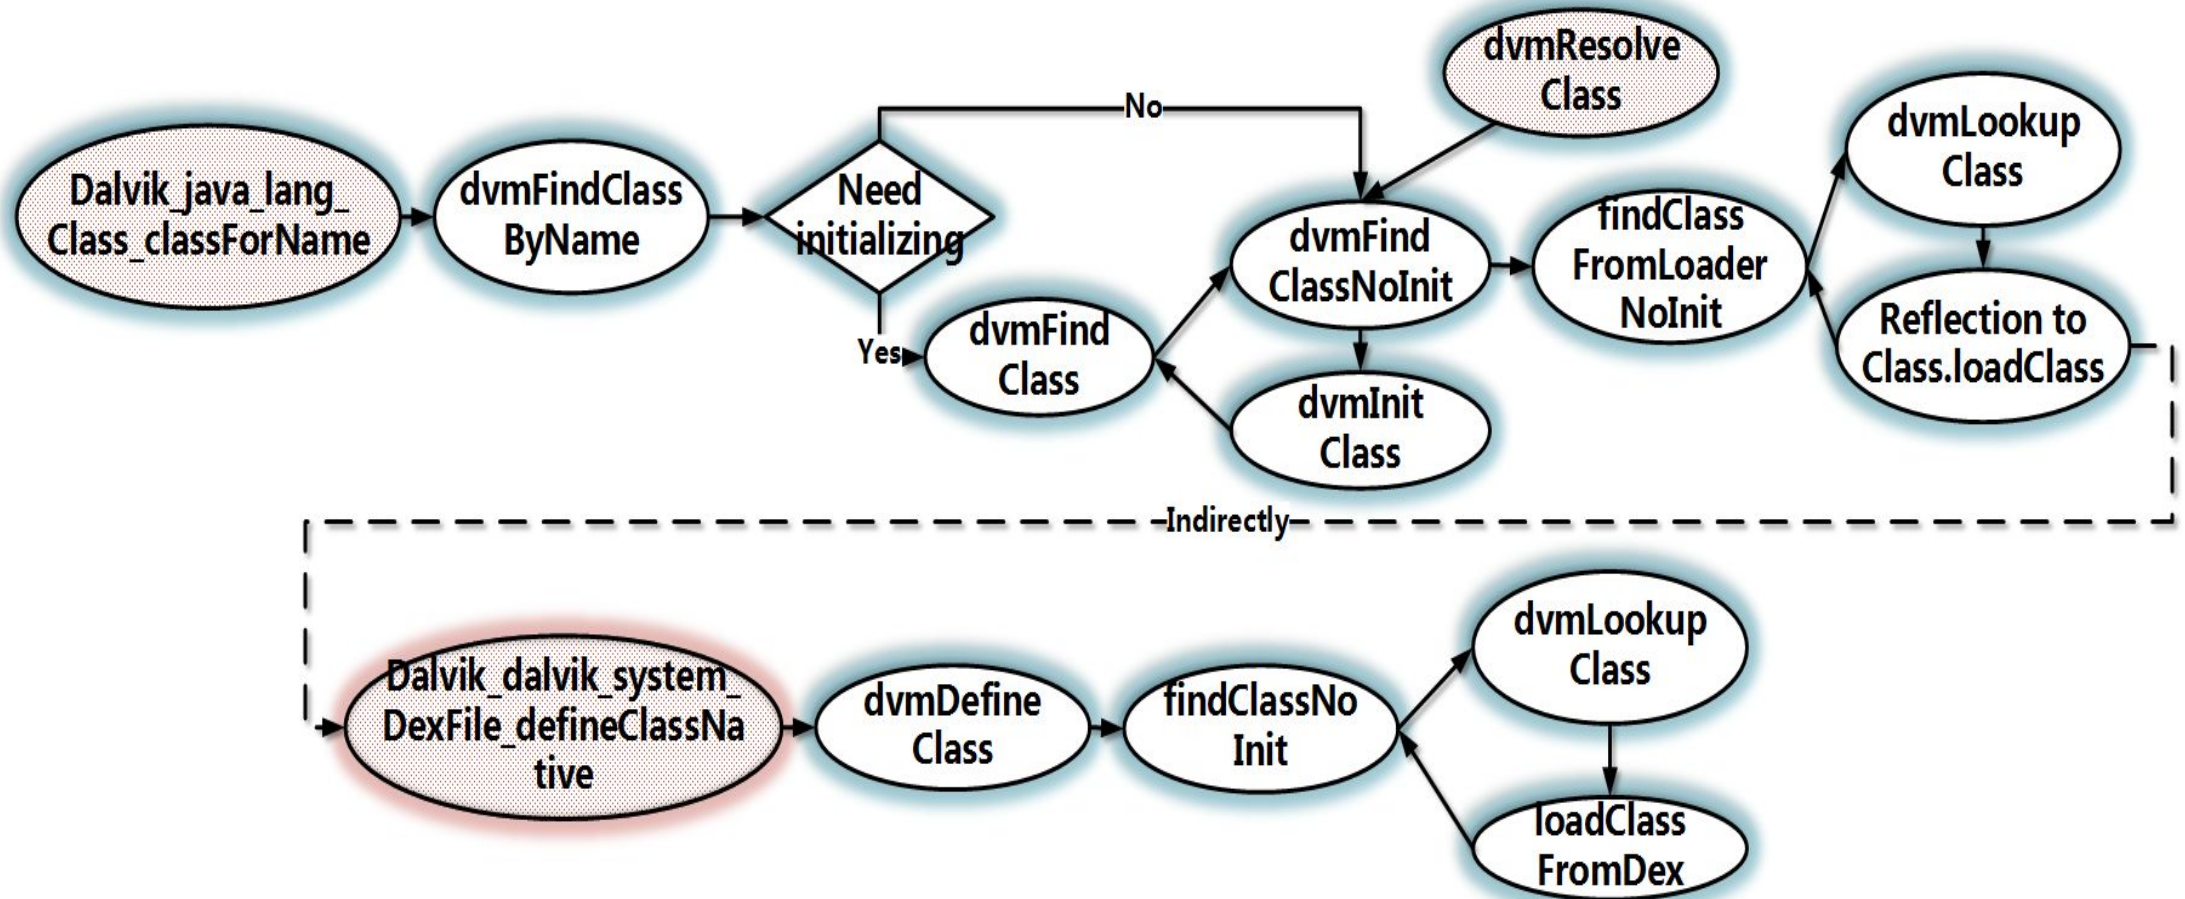 Dalvik_java_lang_
Class_classForName
dvmFindClass
ByName
Need
initializing
No
Yes
dvmFind
Class
dvmResolve
Class
dvmFind
ClassNoInit
dvmInit
Class
findClass
FromLoader
NoInit
dvmLookup
Class
Reflection to
Class.loadClass
Indirectly
Dalvik_dalvik_system_
DexFile_defineClassNa
tive
dvmDefine
Class
findClassNo
Init
dvmLookup
Class
loadClass
FromDex